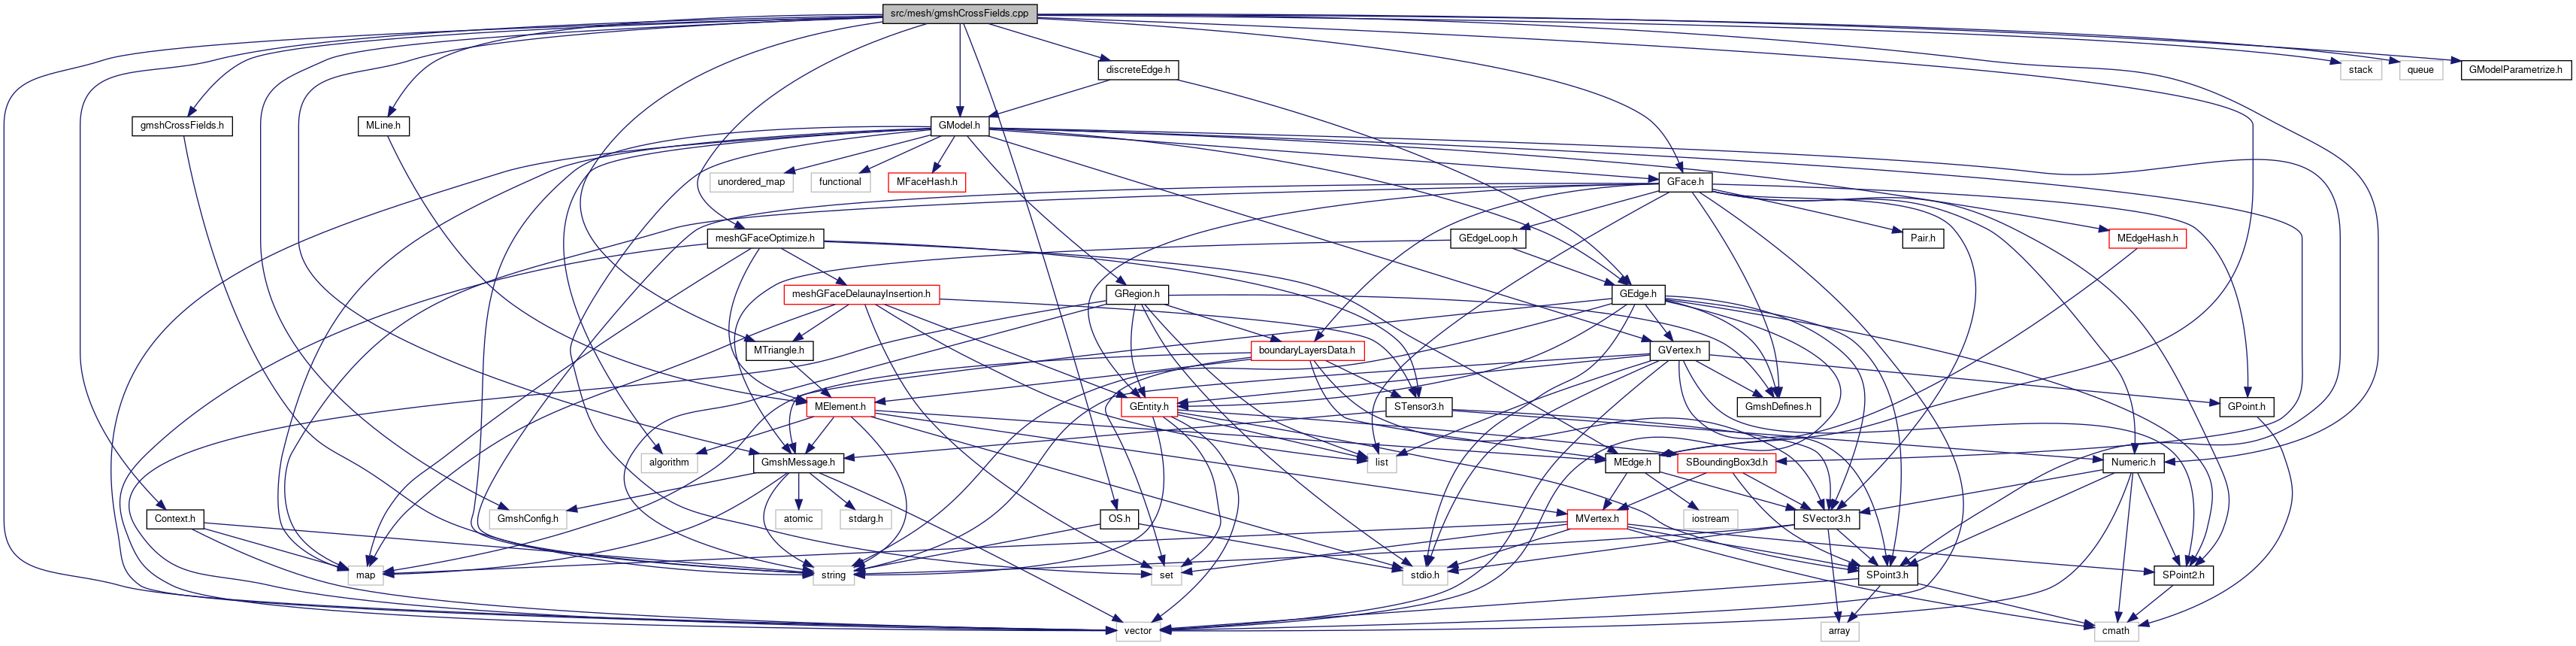 src/mesh/gmshCrossFields.cpp
discreteEdge.h
stack
queue
GModelParametrize.h
gmshCrossFields.h
MLine.h
GModel.h
unordered_map
functional
MFaceHash.h
GFace.h
meshGFaceOptimize.h
GEdgeLoop.h
Pair.h
MEdgeHash.h
meshGFaceDelaunayInsertion.h
GRegion.h
GEdge.h
MTriangle.h
boundaryLayersData.h
GVertex.h
MElement.h
GEntity.h
STensor3.h
GmshDefines.h
GPoint.h
algorithm
GmshMessage.h
list
MEdge.h
SBoundingBox3d.h
Numeric.h
Context.h
GmshConfig.h
atomic
stdarg.h
OS.h
MVertex.h
iostream
SVector3.h
map
string
set
stdio.h
SPoint3.h
SPoint2.h
vector
array
cmath